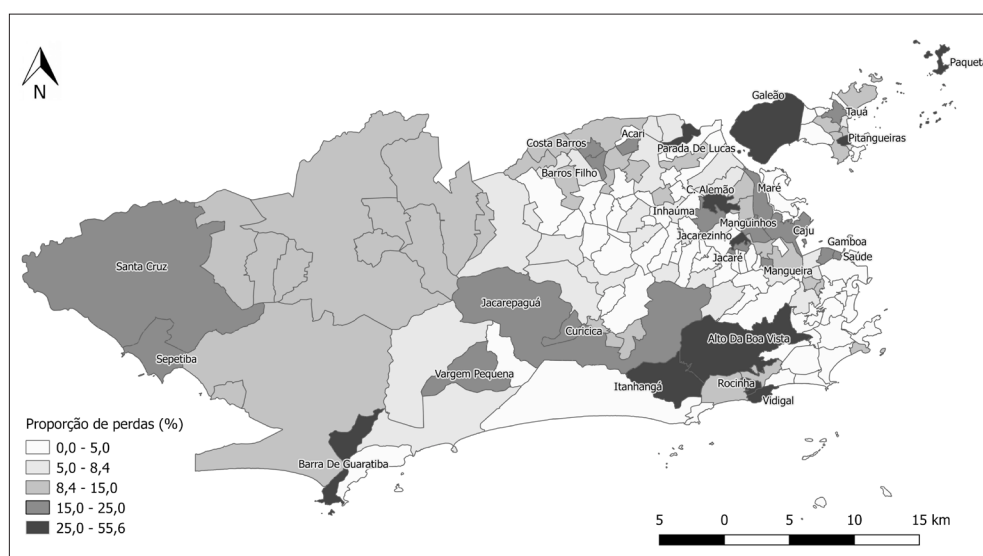 N
Paqueta
Galeão
Tauá
Pitangueiras
Acari
Costa Barros
Parada De Lucas
Barros Filho
C. Alemão
Maré
Inhaúma
Manguinhos
Jacarezinho
Caju
Gamboa
Jacaré
Saúde
Mangueira
Santa Cruz
Jacarepaguá
Curicica
Alto Da Boa Vista
Sepetiba
Vargem Pequena
Itanhangá
Rocinha
Vidigal
Barra De Guaratiba
Proporção de perdas (%)
0,0 - 5,0
5,0 - 8,4
8,4 - 15,0
15,0 - 25,0
25,0 - 55,6
5 0 5 10 15 km